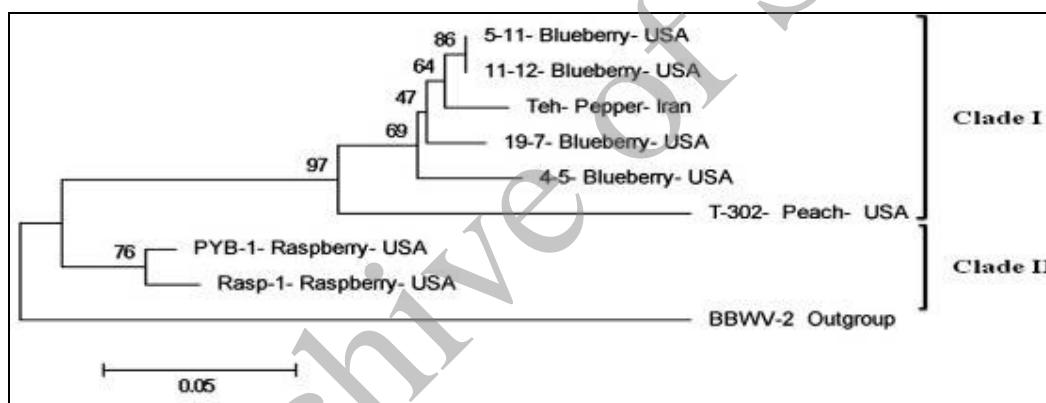 86
5-11- Blueberry- USA
64
11-12- Blueberry- USA
47
Teh- Pepper- Iran
Clade I
69
19-7- Blueberry- USA
97
4-5- Blueberry- USA
T-302- Peach- USA
76
PYB-1- Raspberry- USA
Rasp-1- Raspberry- USA
Clade II
BBWV-2 Outgroup
0.05